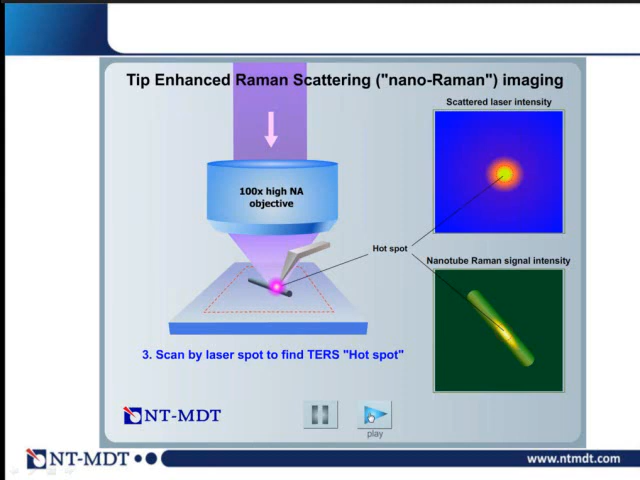 Tip Enhanced Raman Scattering ("nano-Raman") imaging
Scattered laser intensity
100x high NA
objective
Hot spot
Nanotube Raman signal intensity
3. Scan by laser spot to find TERS "Hot spot"
NT-MDT
play
NT-MDT
www.ntmdt.com